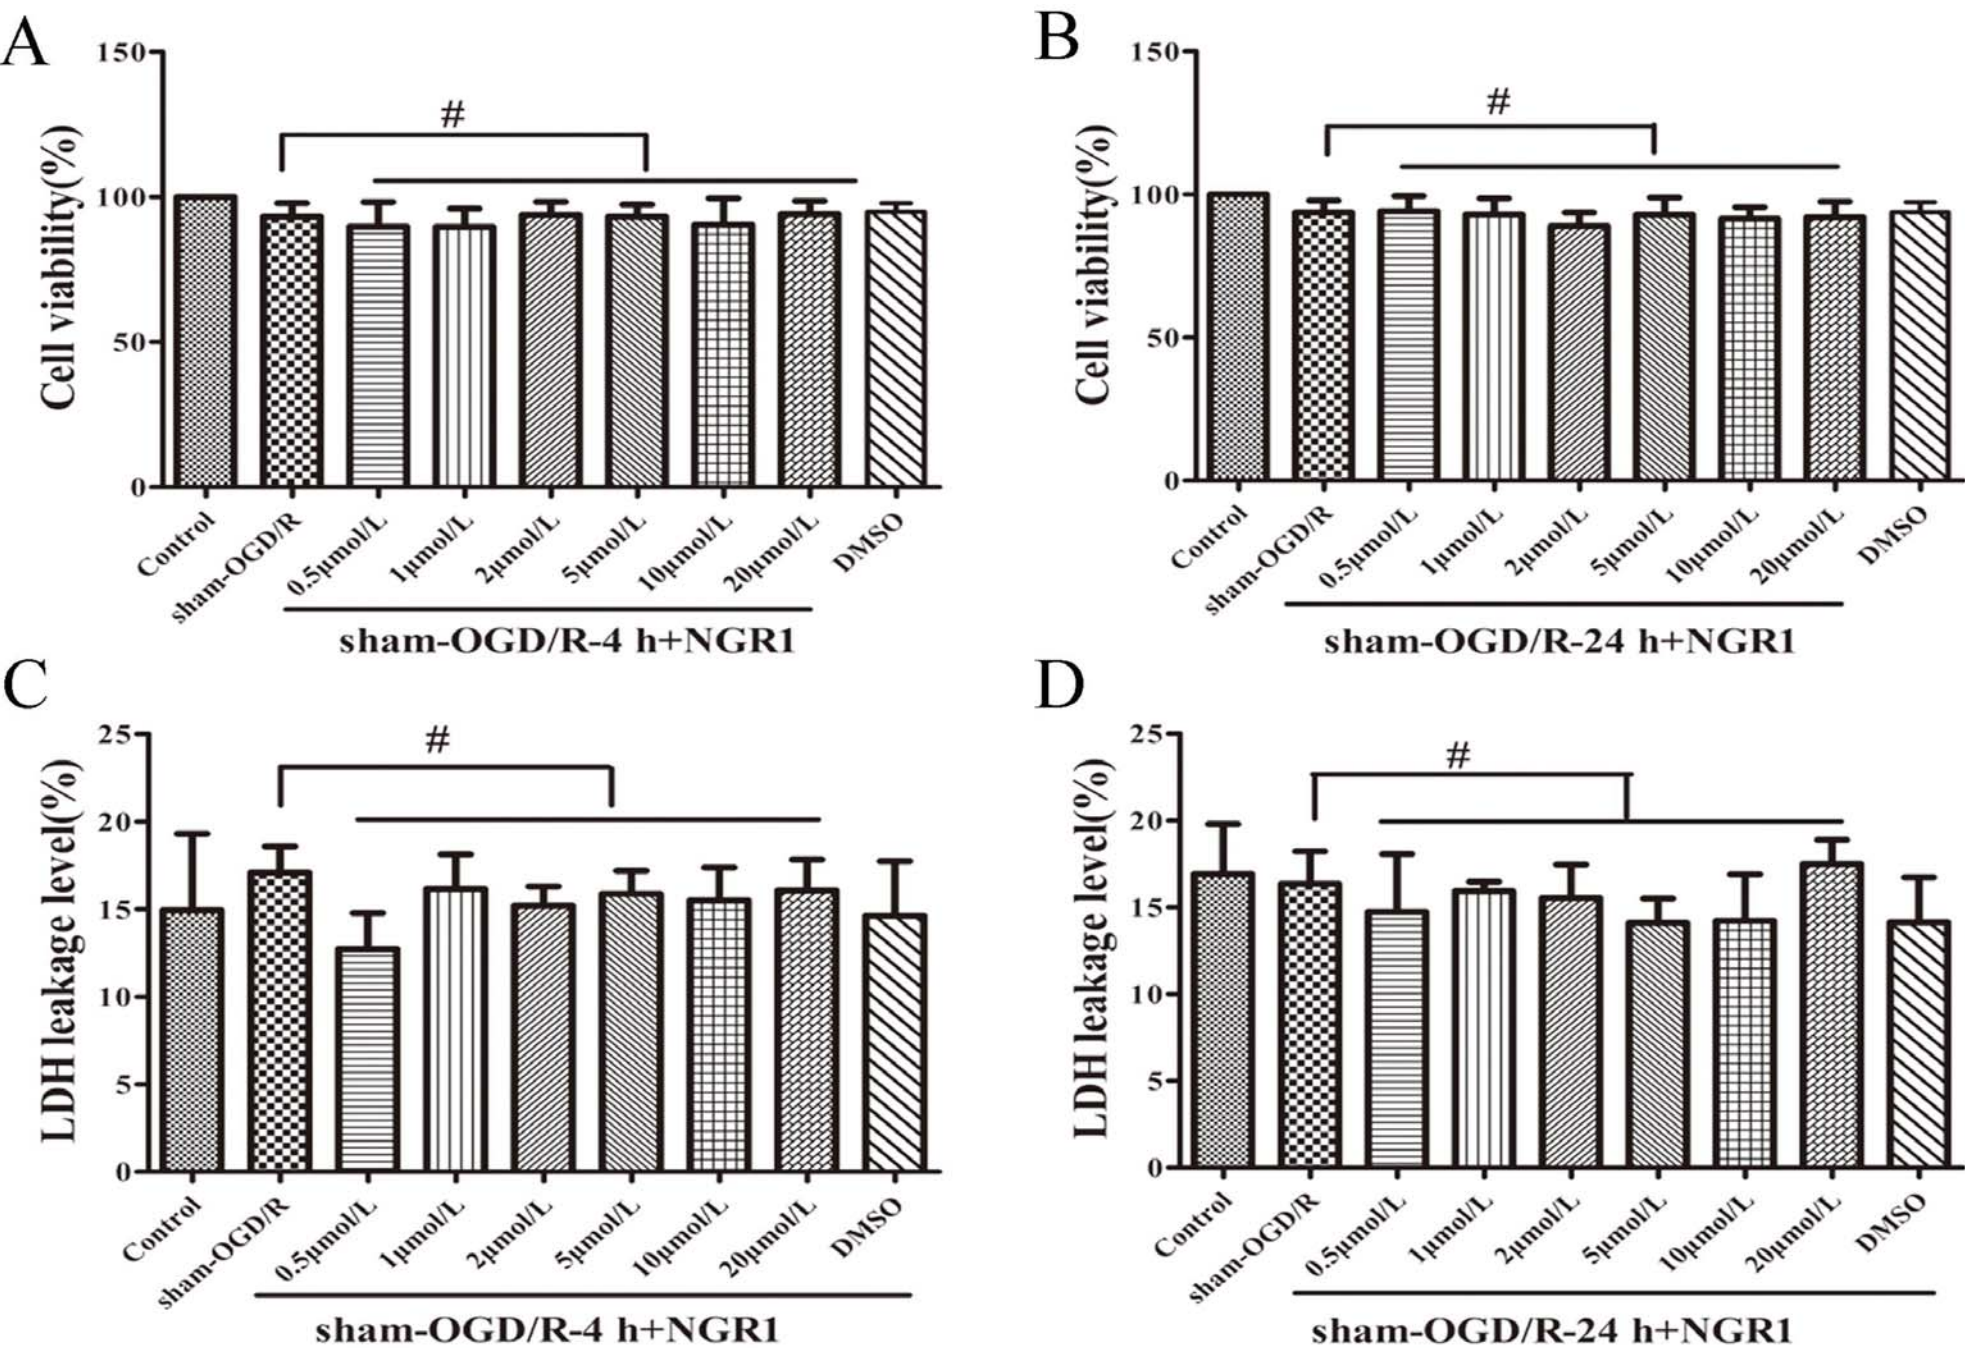 A
150
100
50
0
Cell viability(%)
#
Control
sham-OGD/R
0.5μmol/L
1μmol/L
2μmol/L
5μmol/L
10μmol/L
20μmol/L
DMSO
sham-OGD/R-4 h+NGR1
B
150
100
50
0
Cell viability(%)
#
Control
sham-OGD/R
0.5μmol/L
1μmol/L
2μmol/L
5μmol/L
10μmol/L
20μmol/L
DMSO
sham-OGD/R-24 h+NGR1
C
25
20
15
10
5
0
LDH leakage level(%)
#
Control
sham-OGD/R
0.5μmol/L
1μmol/L
2μmol/L
5μmol/L
10μmol/L
20μmol/L
DMSO
sham-OGD/R-4 h+NGR1
D
25
20
15
10
5
0
LDH leakage level(%)
#
Control
sham-OGD/R
0.5μmol/L
1μmol/L
2μmol/L
5μmol/L
10μmol/L
20μmol/L
DMSO
sham-OGD/R-24 h+NGR1